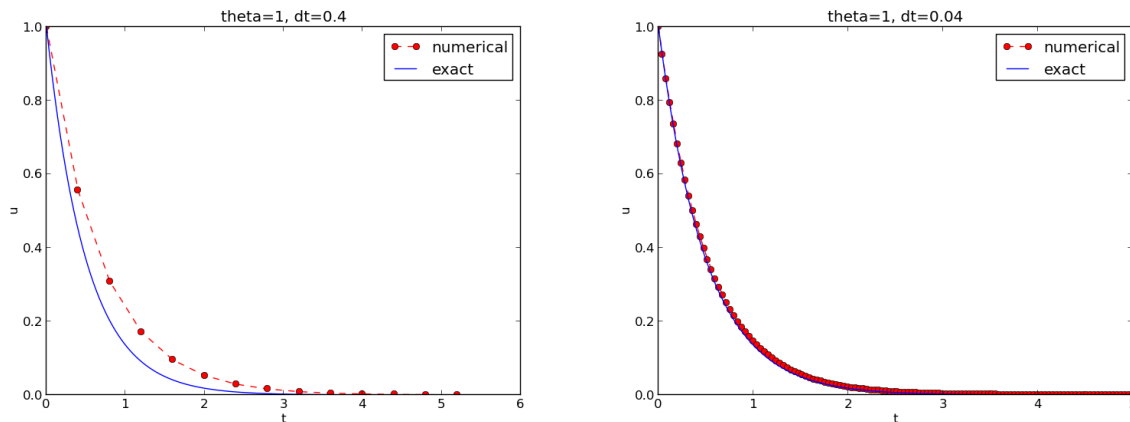 theta=1, dt=0.4
1.0
numerical
exact
0.8
0.6
u
0.4
0.2
0.0
0 1 2 3 4 5 6
t
theta=1, dt=0.04
1.0
numerical
exact
0.8
0.6
u
0.4
0.2
0.0
0 1 2 3 4 5
t